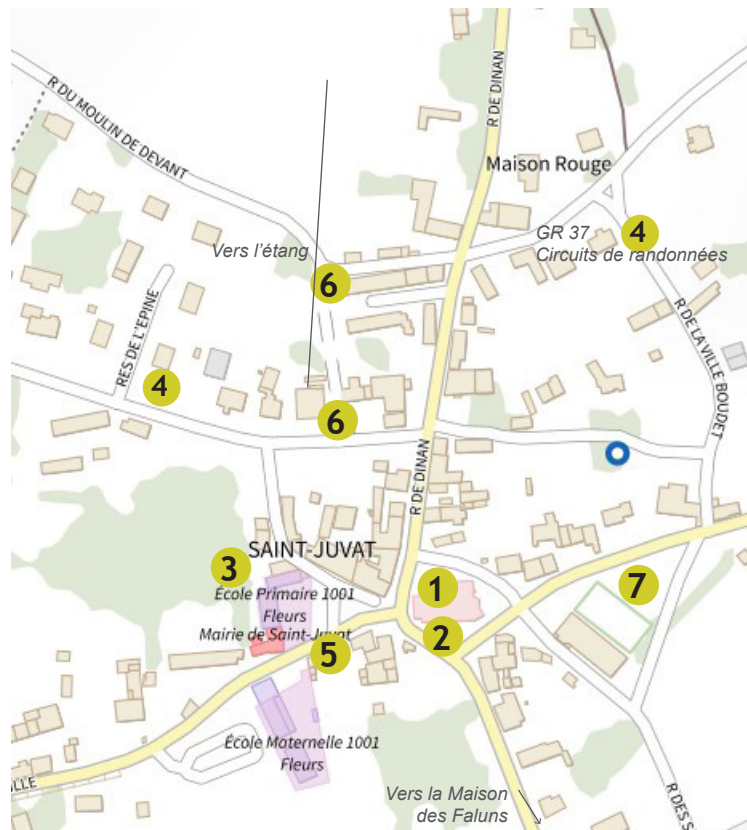 R DU MOULIN DE DEVANT
R DE DINAN
Maison Rouge
Vers l'étang
GR 37
Circuits de randonnées
4
6
R DE LA VILLE BOUDET
RES DE L'EPINE
4
6
R DE DINAN
SAINT-JUVAT
3
École Primaire 1001
Fleurs
Mairie de Saint-Juvat
1
2
7
5
École Maternelle 1001
Fleurs
ILLE
Vers la Maison
des Faluns
R DES S